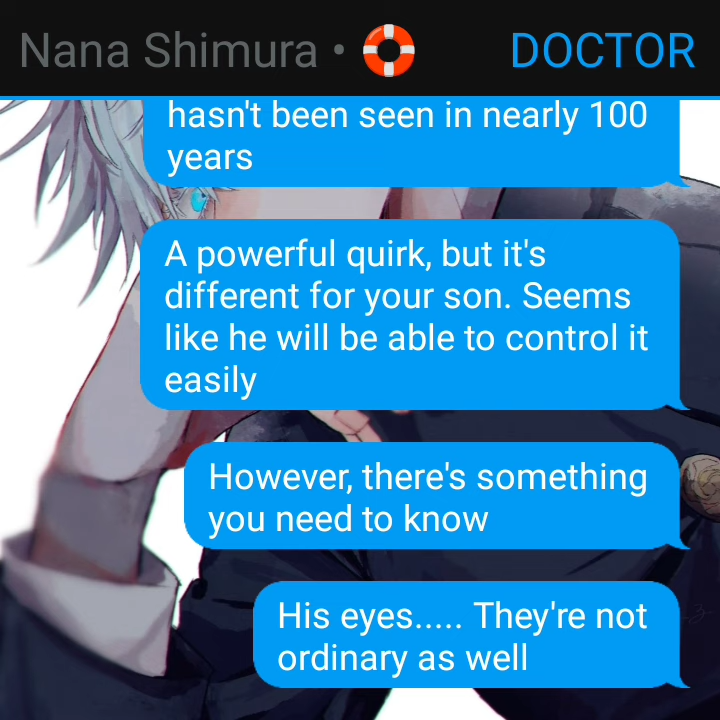 Nana Shimura • DOCTOR
hasn't been seen in nearly 100
years
A powerful quirk, but it's
different for your son. Seems
like he will be able to control it
easily
However, there's something
you need to know
His eyes..... They're not
ordinary as well